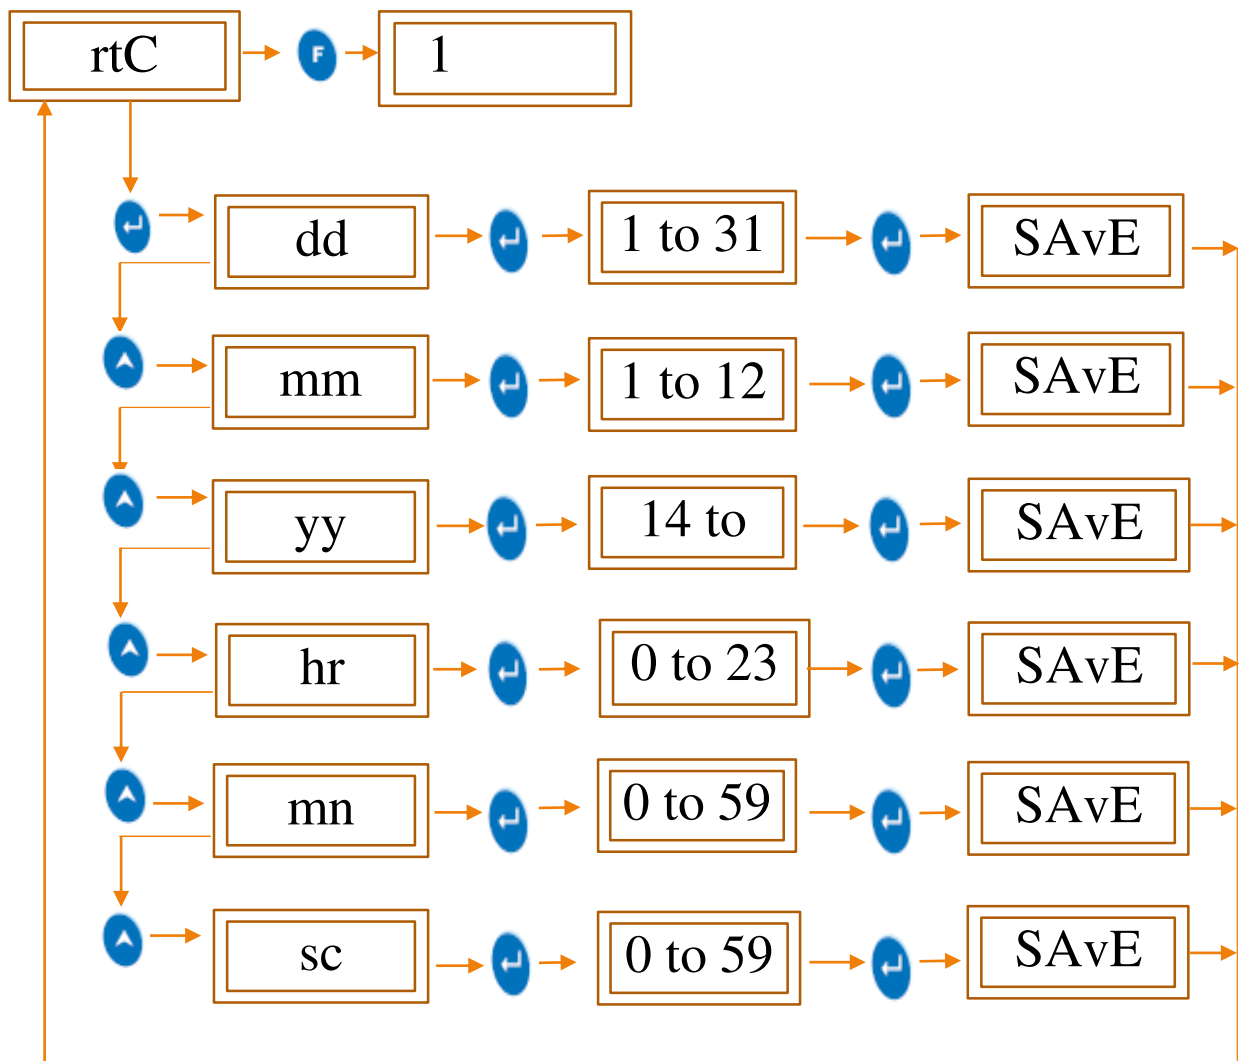 rtC
F
1
dd
1 to 31
SAvE
mm
1 to 12
SAvE
yy
14 to
SAvE
hr
0 to 23
SAvE
mn
0 to 59
SAvE
sc
0 to 59
SAvE